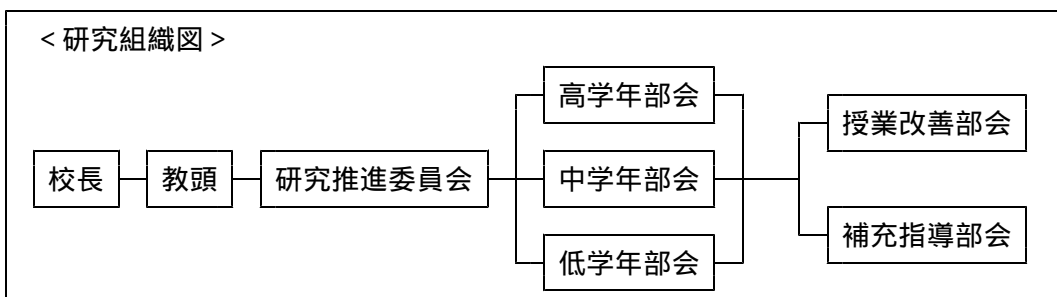 <研究組織図>
校長
教頭
研究推進委員会
高学年部会
中学年部会
低学年部会
授業改善部会
補充指導部会